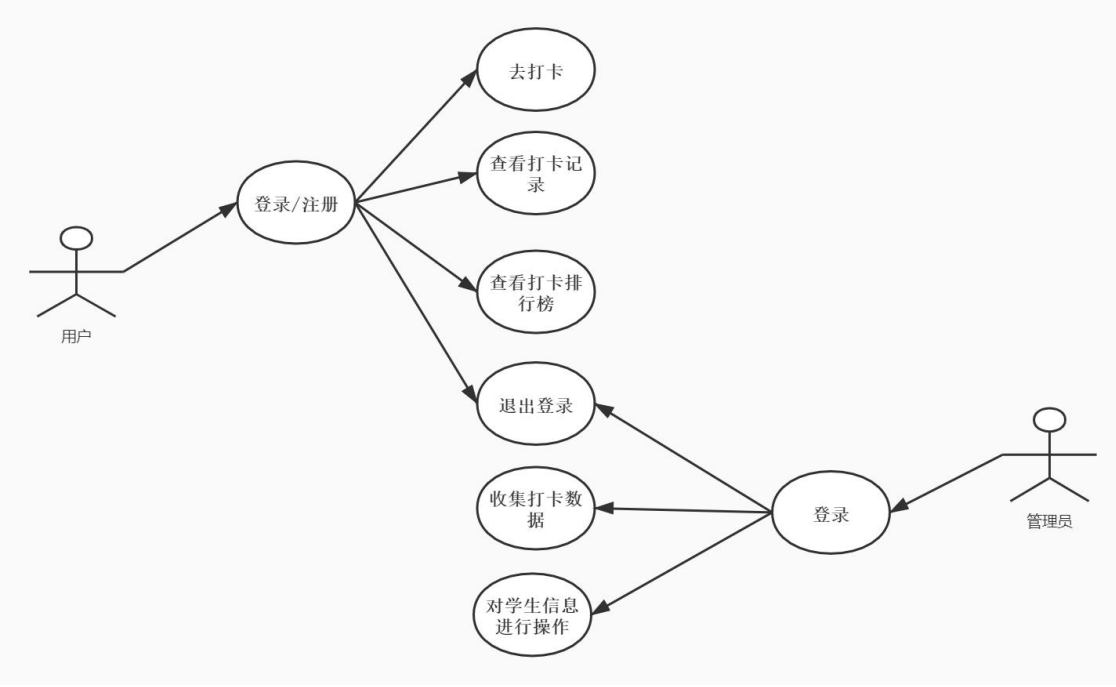 去打卡
查看打卡记
录
登录/注册
查看打卡排
行榜
用户
退出登录
收集打卡数
据
登录
管理员
对学生信息
进行操作